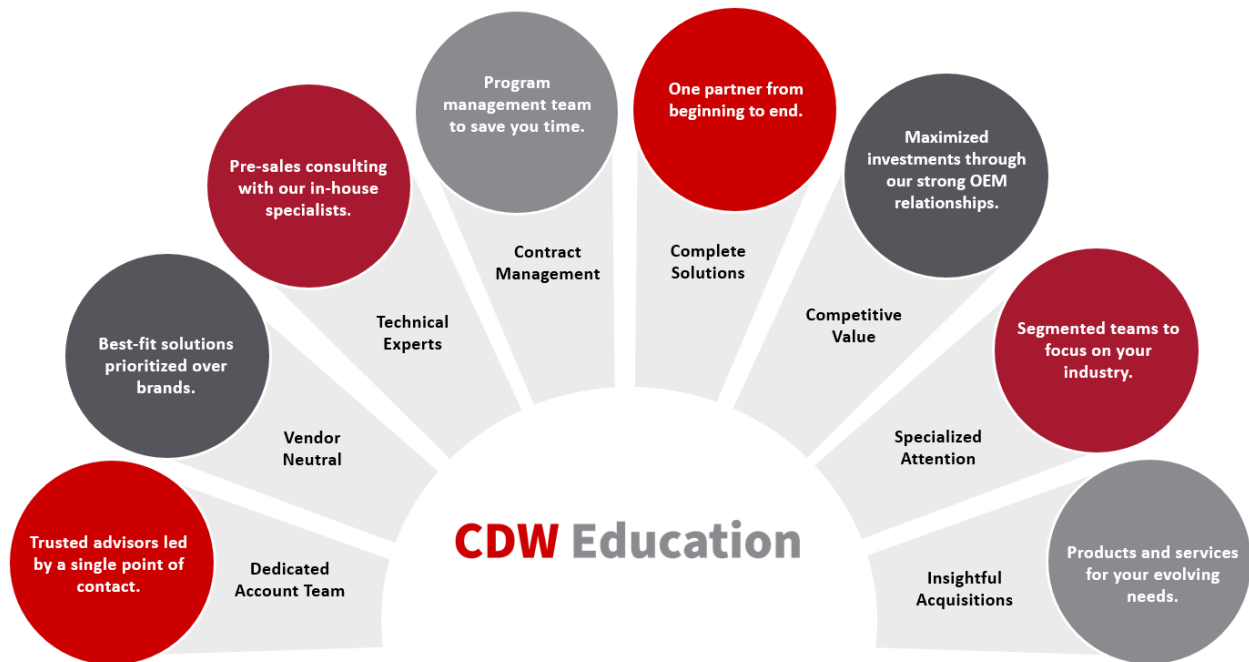 Trusted advisors led
by a single point of
contact.
Dedicated
Account Team
Best-fit solutions
prioritized over
brands.
Vendor
Neutral
Pre-sales consulting
with our in-house
specialists.
Technical
Experts
Program
management team
to save you time.
Contract
Management
One partner from
beginning to end.
Complete
Solutions
Maximized
investments through
our strong OEM
relationships.
Competitive
Value
Segmented teams to
focus on your
industry.
Specialized
Attention
Products and services
for your evolving
needs.
Insightful
Acquisitions
CDW Education